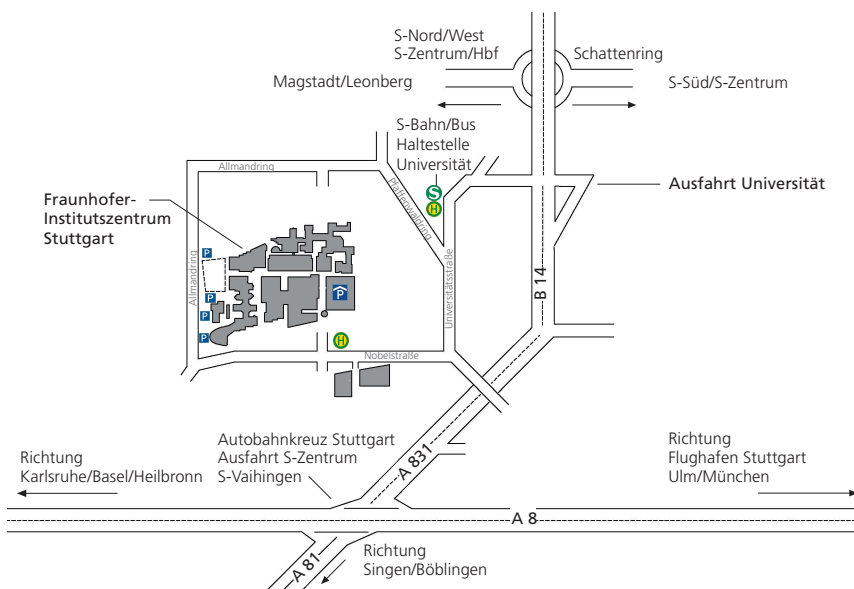 S-Nord/West
S-Zentrum/Hbf
Schattenring
Magstadt/Leonberg
S-Süd/S-Zentrum
S-Bahn/Bus
Haltestelle
Universität
Allmandring
Pfaffenwaldring
S
H
Ausfahrt Universität
Fraunhofer-
Institutszentrum
Stuttgart
P
Allmandring
P
P
P
P
Universitätsstraße
B 14
H
Nobelstraße
Autobahnkreuz Stuttgart
Ausfahrt S-Zentrum
S-Vaihingen
A 831
Richtung
Karlsruhe/Basel/Heilbronn
Richtung
Flughafen Stuttgart
Ulm/München
A 8
A 81
Richtung
Singen/Böblingen